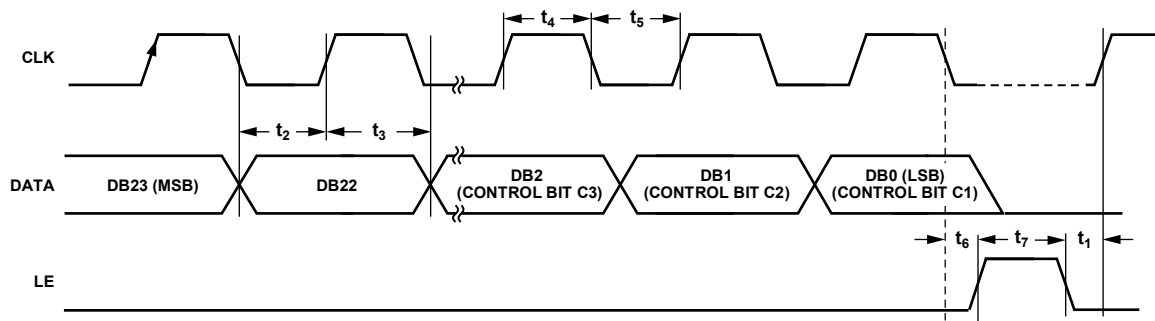 t4
t5
CLK
t2
t3
DATA
DB23 (MSB)
DB22
DB2
(CONTROL BIT C3)
DB1
(CONTROL BIT C2)
DB0 (LSB)
(CONTROL BIT C1)
t6
t7
t1
LE